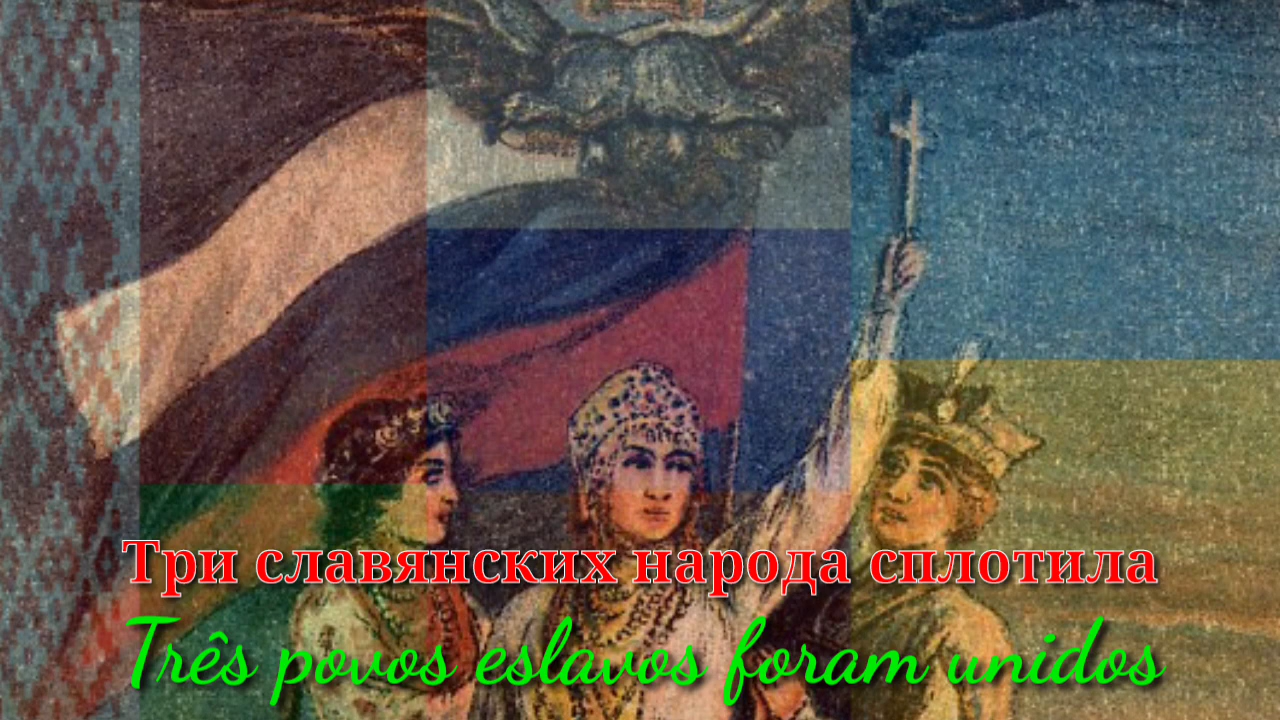 Три славянских народа сплотила
Três povos eslavos foram unidos